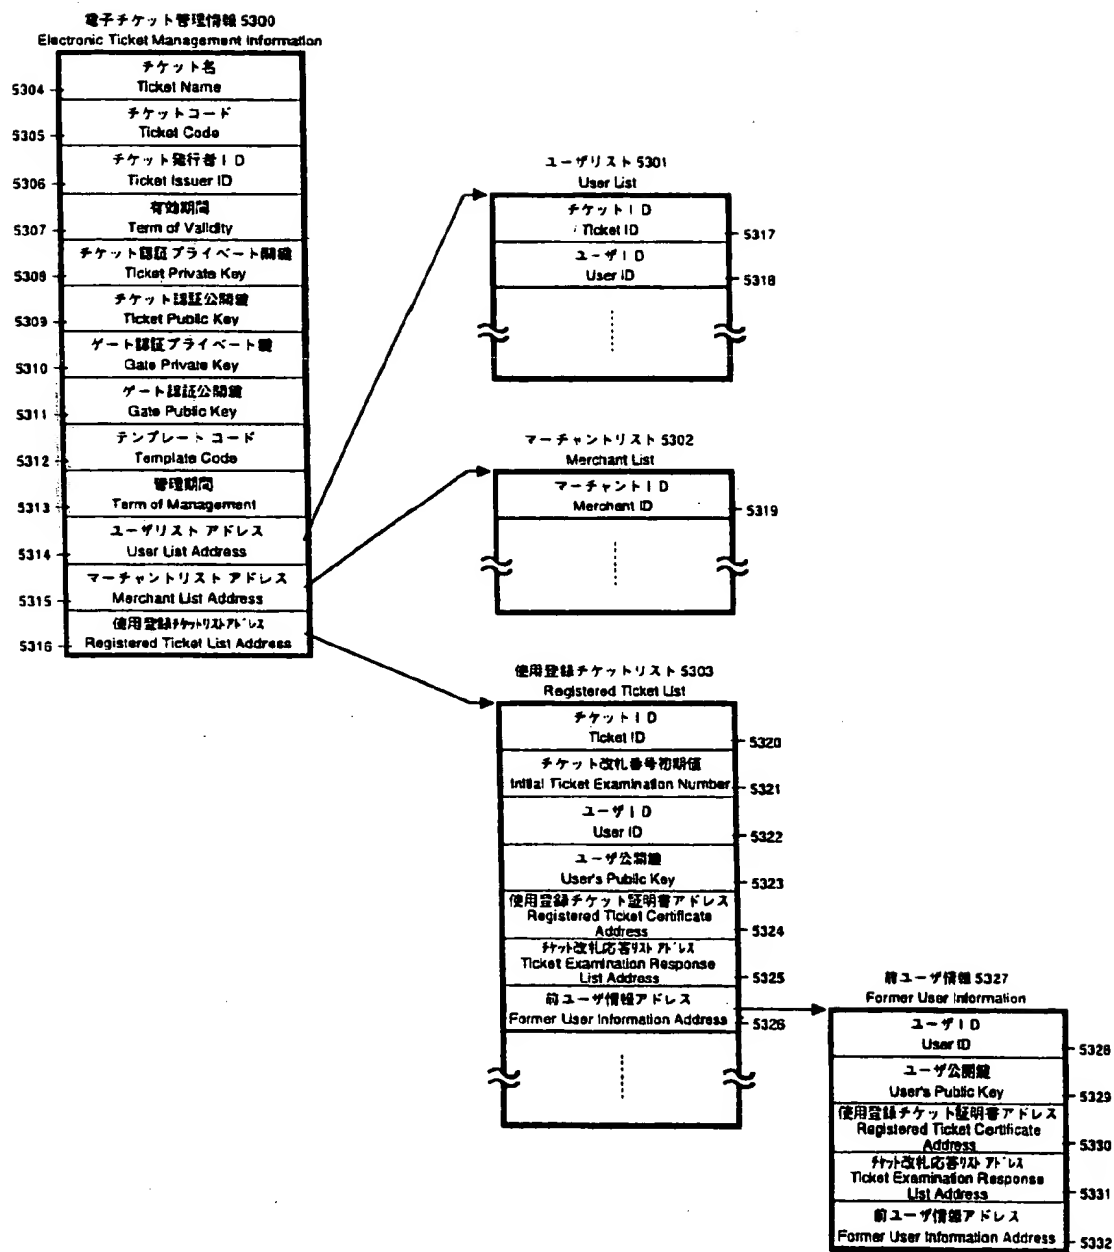 電子チケット管理情報 5300
Electronic Ticket Management Information
チケット名
Ticket Name
5304
チケットコード
Ticket Code
5305
チケット発行者ID
Ticket Issuer ID
5306
有効期間
Term of Validity
5307
チケット認証プライベート開鍵
Ticket Private Key
5308
チケット認証公開鍵
Ticket Public Key
5309
ゲート認証プライベート鍵
Gate Private Key
5310
ゲート認証公開鍵
Gate Public Key
5311
テンプレート コード
Template Code
5312
管理期間
Term of Management
5313
ユーザリスト アドレス
User List Address
5314
マーチャントリスト アドレス
Merchant List Address
5315
使用登録チケットリストアドレス
Registered Ticket List Address
5316
ユーザリスト 5301
User List
チケットID
Ticket ID
5317
ユーザID
User ID
5318
マーチャントリスト 5302
Merchant List
マーチャントID
Merchant ID
5319
使用登録チケットリスト 5303
Registered Ticket List
チケットID
Ticket ID
5320
チケット改札番号初期値
Initial Ticket Examination Number
5321
ユーザID
User ID
5322
ユーザ公開鍵
User's Public Key
5323
使用登録チケット証明書アドレス
Registered Ticket Certificate
Address
5324
チケット改札応答リスト アドレス
Ticket Examination Response
List Address
5325
前ユーザ情報アドレス
Former User Information Address
5326
前ユーザ情報 5327
Former User Information
ユーザID
User ID
5328
ユーザ公開鍵
User's Public Key
5329
使用登録チケット証明書アドレス
Registered Ticket Certificate
Address
5330
チケット改札応答リスト アドレス
Ticket Examination Response
List Address
5331
前ユーザ情報アドレス
Former User Information Address
5332